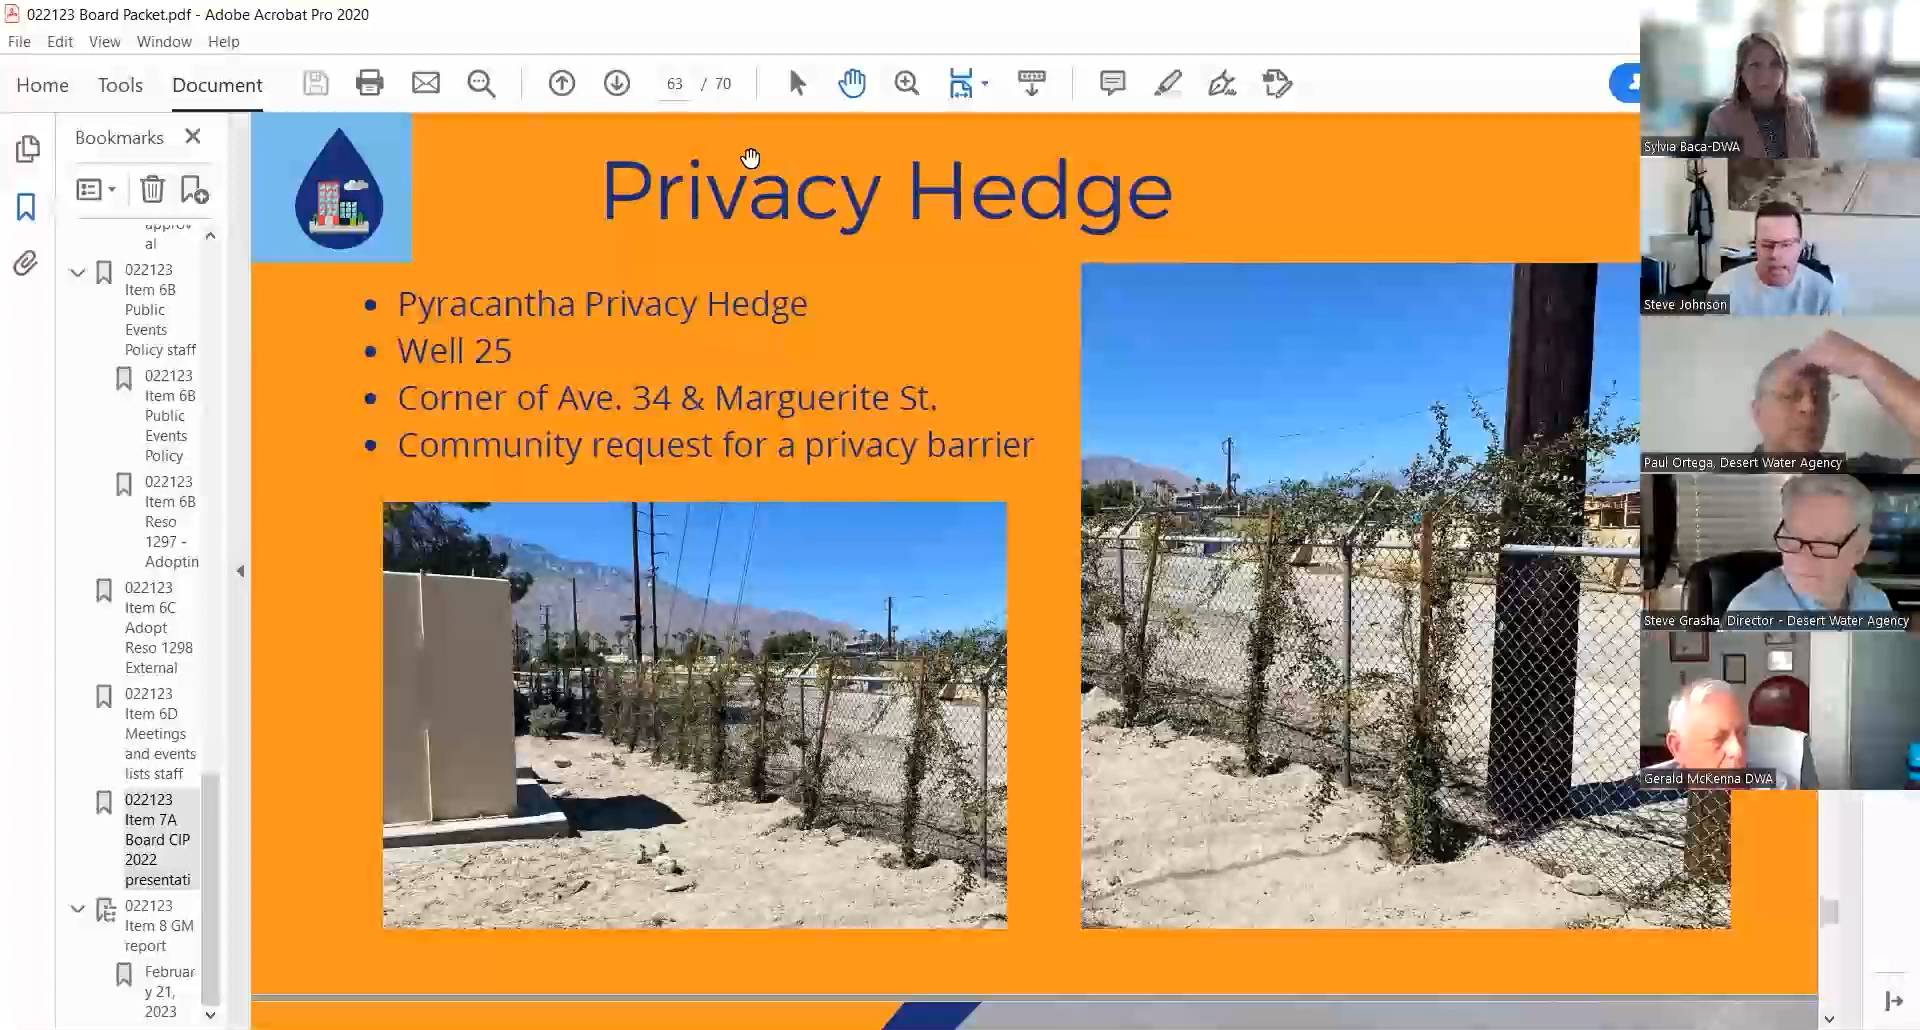 022123 Board Packet.pdf - Adobe Acrobat Pro 2020
File Edit View Window Help
Home Tools Document
63 / 70
Bookmarks
approv
al
022123
Item 6B
Public
Events
Policy staff
022123
Item 6B
Public
Events
Policy
022123
Item 6B
Reso
1297 -
Adoptin
022123
Item 6C
Adopt
Reso 1298
External
022123
Item 6D
Meetings
and events
lists staff
022123
Item 7A
Board CIP
2022
presentati
022123
Item 8 GM
report
Februar
y 21,
2023
Privacy Hedge
• Pyracantha Privacy Hedge
• Well 25
• Corner of Ave. 34 & Marguerite St.
• Community request for a privacy barrier
Sylvia Baca-DWA
Steve Johnson
Paul Ortega, Desert Water Agency
Steve Grasha, Director - Desert Water Agency
Gerald McKenna DWA